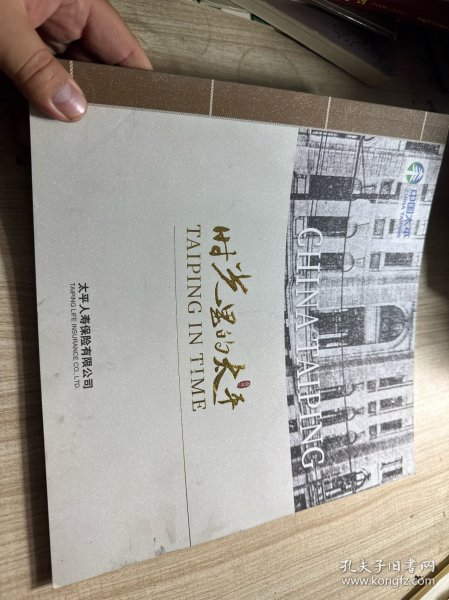 中国太平
CHINA TAIPING
CHINA TAIPING
时光里的太平
TAIPING IN TIME
太平人寿保险有限公司
TAIPING LIFE INSURANCE CO., LTD.
孔夫子旧书网
www.kongfz.com